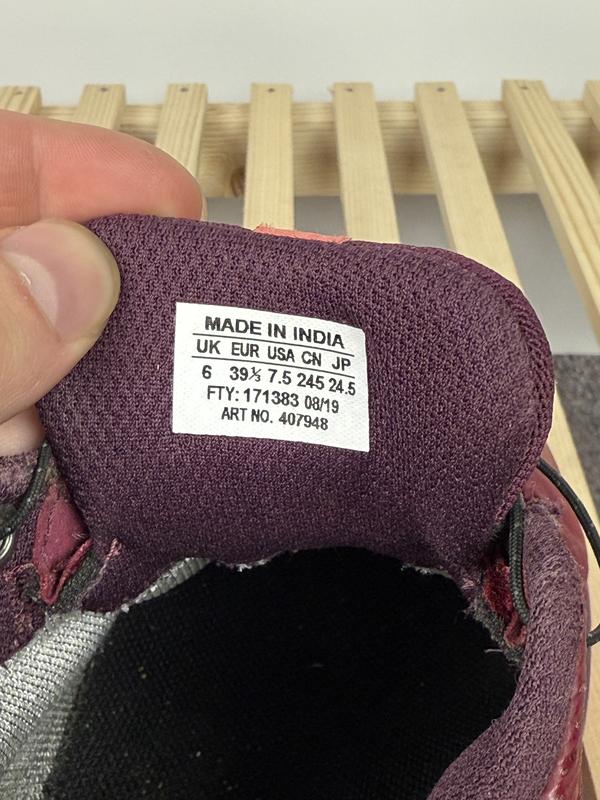 MADE IN INDIA
UK EUR USA CN JP
6 39⅓ 7.5 245 24.5
FTY: 171383 08/19
ART NO. 407948